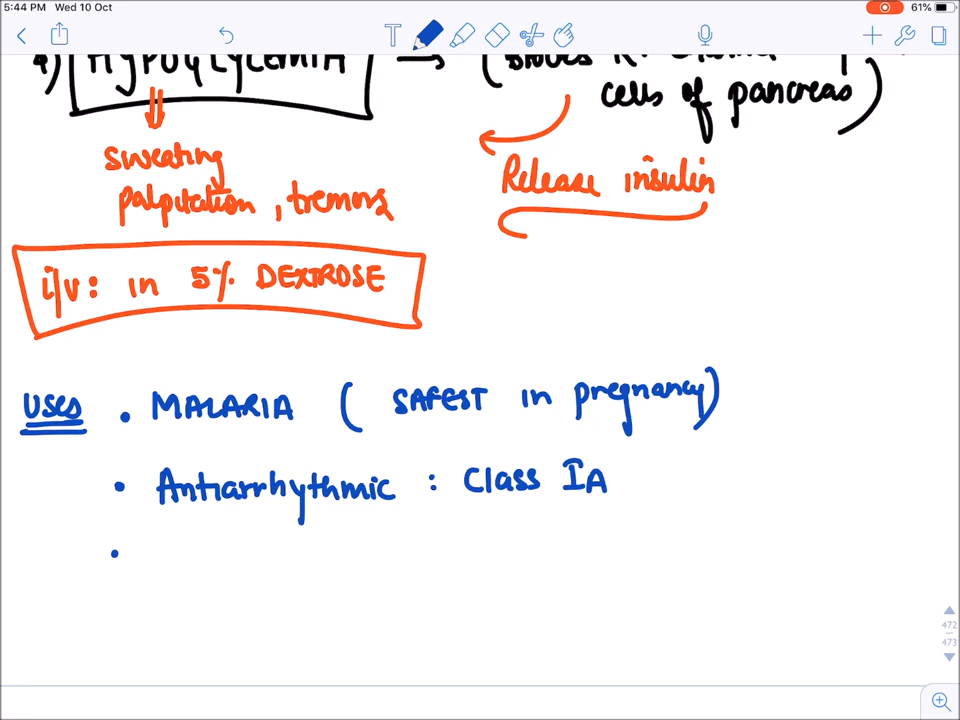 5:44 PM Wed 10 Oct
61%
T
4) HYPOGLYCEMIA → (
cells of pancreas)
sweating
palpitation, tremors
Release insulin
i/v: in 5% DEXTROSE
USES • MALARIA ( SAFEST in pregnancy)
• Antiarrhythmic : Class IA
•
472
473